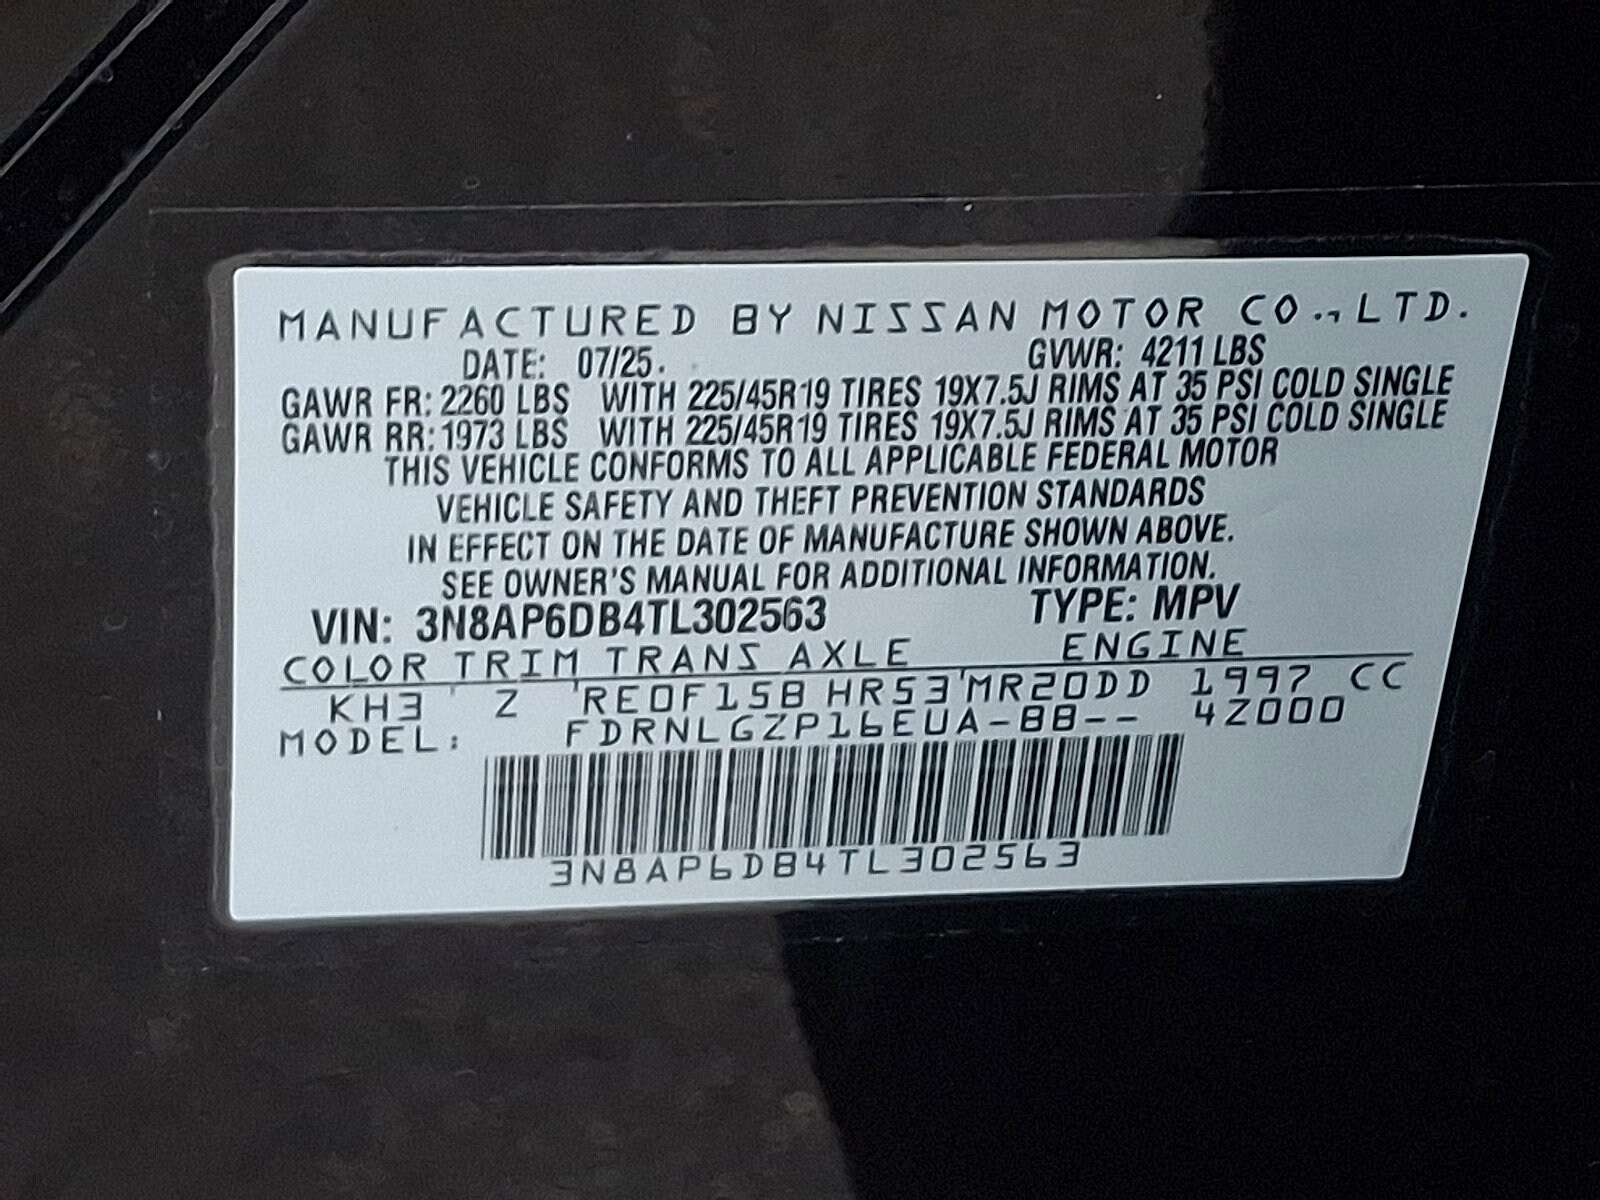 MANUFACTURED BY NISSAN MOTOR CO., LTD.
DATE: 07/25. GVWR: 4211 LBS
GAWR FR: 2260 LBS WITH 225/45R19 TIRES 19X7.5J RIMS AT 35 PSI COLD SINGLE
GAWR RR: 1973 LBS WITH 225/45R19 TIRES 19X7.5J RIMS AT 35 PSI COLD SINGLE
THIS VEHICLE CONFORMS TO ALL APPLICABLE FEDERAL MOTOR
VEHICLE SAFETY AND THEFT PREVENTION STANDARDS
IN EFFECT ON THE DATE OF MANUFACTURE SHOWN ABOVE.
SEE OWNER'S MANUAL FOR ADDITIONAL INFORMATION.
VIN: 3N8AP6DB4TL302563 TYPE: MPV
COLOR TRIM TRANS AXLE ENGINE
KH3 Z RE0F15B HR53 MR20DD 1997 CC
MODEL: FDRNLGZP16EUA-BB-- 4Z000
3N8AP6DB4TL302563